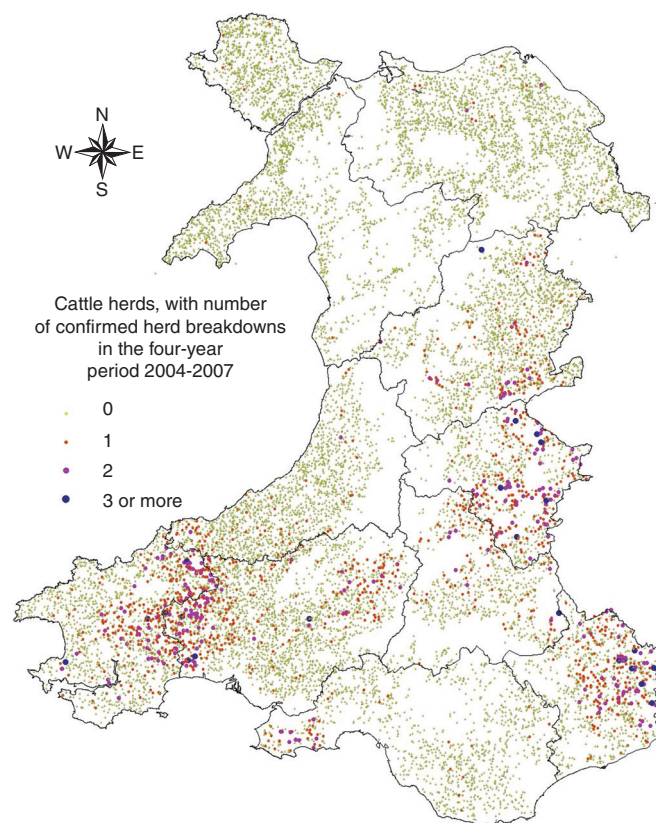 N
W E
S
Cattle herds, with number
of confirmed herd breakdowns
in the four-year
period 2004-2007
0
1
2
3 or more